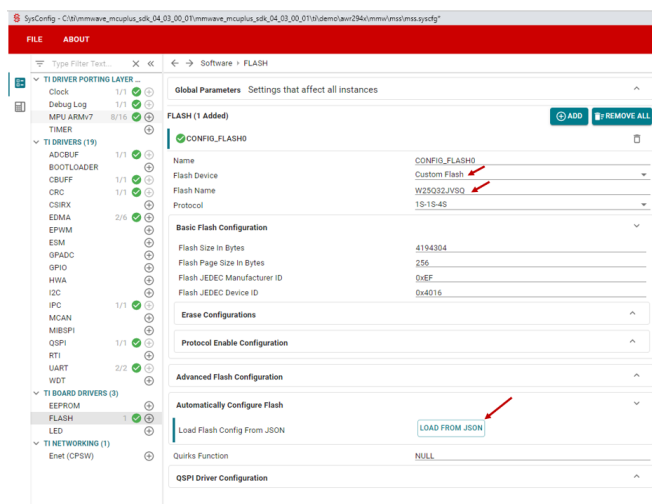 SysConfig - C:\ti\mmwave_mcuplus_sdk_04_03_00_01\mmwave_mcuplus_sdk_04_03_00_01\ti\demo\awr294x\mmw\mss\mss.syscfg*
FILE ABOUT
Type Filter Text...
Software > FLASH
TI DRIVER PORTING LAYER ...
Clock 1/1
Debug Log 1/1
MPU ARMv7 8/16
TIMER
TI DRIVERS (19)
ADCBUF 1/1
BOOTLOADER
CBUFF 1/1
CRC 1/1
CSIRX
EDMA 2/6
EPWM
ESM
GPADC
GPIO
HWA
I2C
IPC 1/1
MCAN
MIBSPI
QSPI 1/1
RTI
UART 2/2
WDT
TI BOARD DRIVERS (3)
EEPROM
FLASH 1
LED
TI NETWORKING (1)
Enet (CPSW)
Global Parameters Settings that affect all instances
FLASH (1 Added)
ADD
REMOVE ALL
CONFIG_FLASH0
Name CONFIG_FLASH0
Flash Device Custom Flash
Flash Name W25Q32JVSQ
Protocol 1S-1S-4S
Basic Flash Configuration
Flash Size In Bytes 4194304
Flash Page Size In Bytes 256
Flash JEDEC Manufacturer ID 0xEF
Flash JEDEC Device ID 0x4016
Erase Configurations
Protocol Enable Configuration
Advanced Flash Configuration
Automatically Configure Flash
Load Flash Config From JSON LOAD FROM JSON
Quirks Function NULL
QSPI Driver Configuration